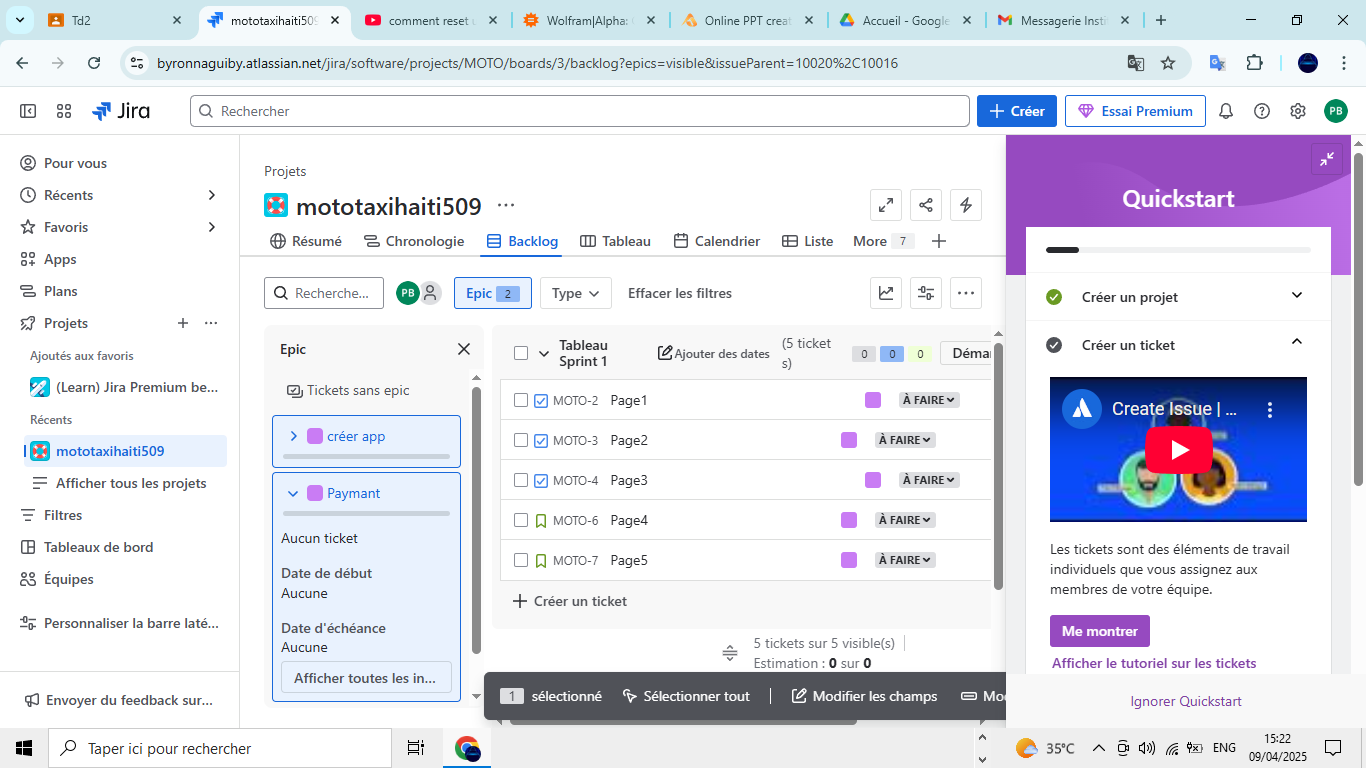 Td2
mototaxihaiti509
comment reset u
Wolfram|Alpha:
Online PPT creat
Accueil - Google
Messagerie Insti
byronnaguiby.atlassian.net/jira/software/projects/MOTO/boards/3/backlog?epics=visible&issueParent=10020%2C10016
Jira
Rechercher
Créer
Essai Premium
PB
Pour vous
Récents
Favoris
Apps
Plans
Projets
Ajoutés aux favoris
(Learn) Jira Premium be...
Récents
mototaxihaiti509
Afficher tous les projets
Filtres
Tableaux de bord
Équipes
Personnaliser la barre laté...
Envoyer du feedback sur...
Projets
mototaxihaiti509
Résumé
Chronologie
Backlog
Tableau
Calendrier
Liste
More 7
Recherche...
PB
Epic 2
Type
Effacer les filtres
Epic
Tickets sans epic
créer app
Paymant
Aucun ticket
Date de début
Aucune
Date d'échéance
Aucune
Afficher toutes les in...
Tableau
Sprint 1
Ajouter des dates
(5 ticket
s)
0 0 0
Démar
MOTO-2 Page1 À FAIRE
MOTO-3 Page2 À FAIRE
MOTO-4 Page3 À FAIRE
MOTO-6 Page4 À FAIRE
MOTO-7 Page5 À FAIRE
Créer un ticket
5 tickets sur 5 visible(s)
Estimation : 0 sur 0
1 sélectionné
Sélectionner tout
Modifier les champs
Mod
Quickstart
Créer un projet
Créer un ticket
Create Issue | ...
Les tickets sont des éléments de travail
individuels que vous assignez aux
membres de votre équipe.
Me montrer
Afficher le tutoriel sur les tickets
Ignorer Quickstart
Taper ici pour rechercher
35°C
ENG
15:22
09/04/2025